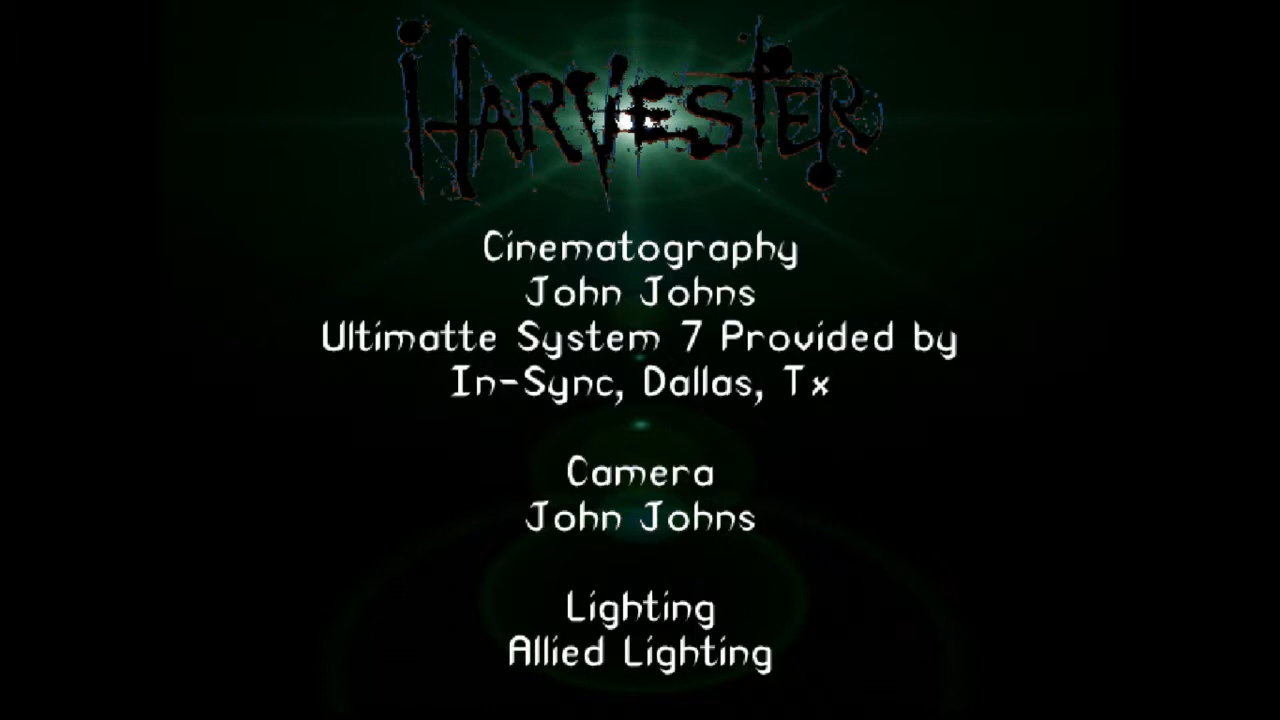 HARVESTER
Cinematography
John Johns
Ultimatte System 7 Provided by
In-Sync, Dallas, Tx
Camera
John Johns
Lighting
Allied Lighting